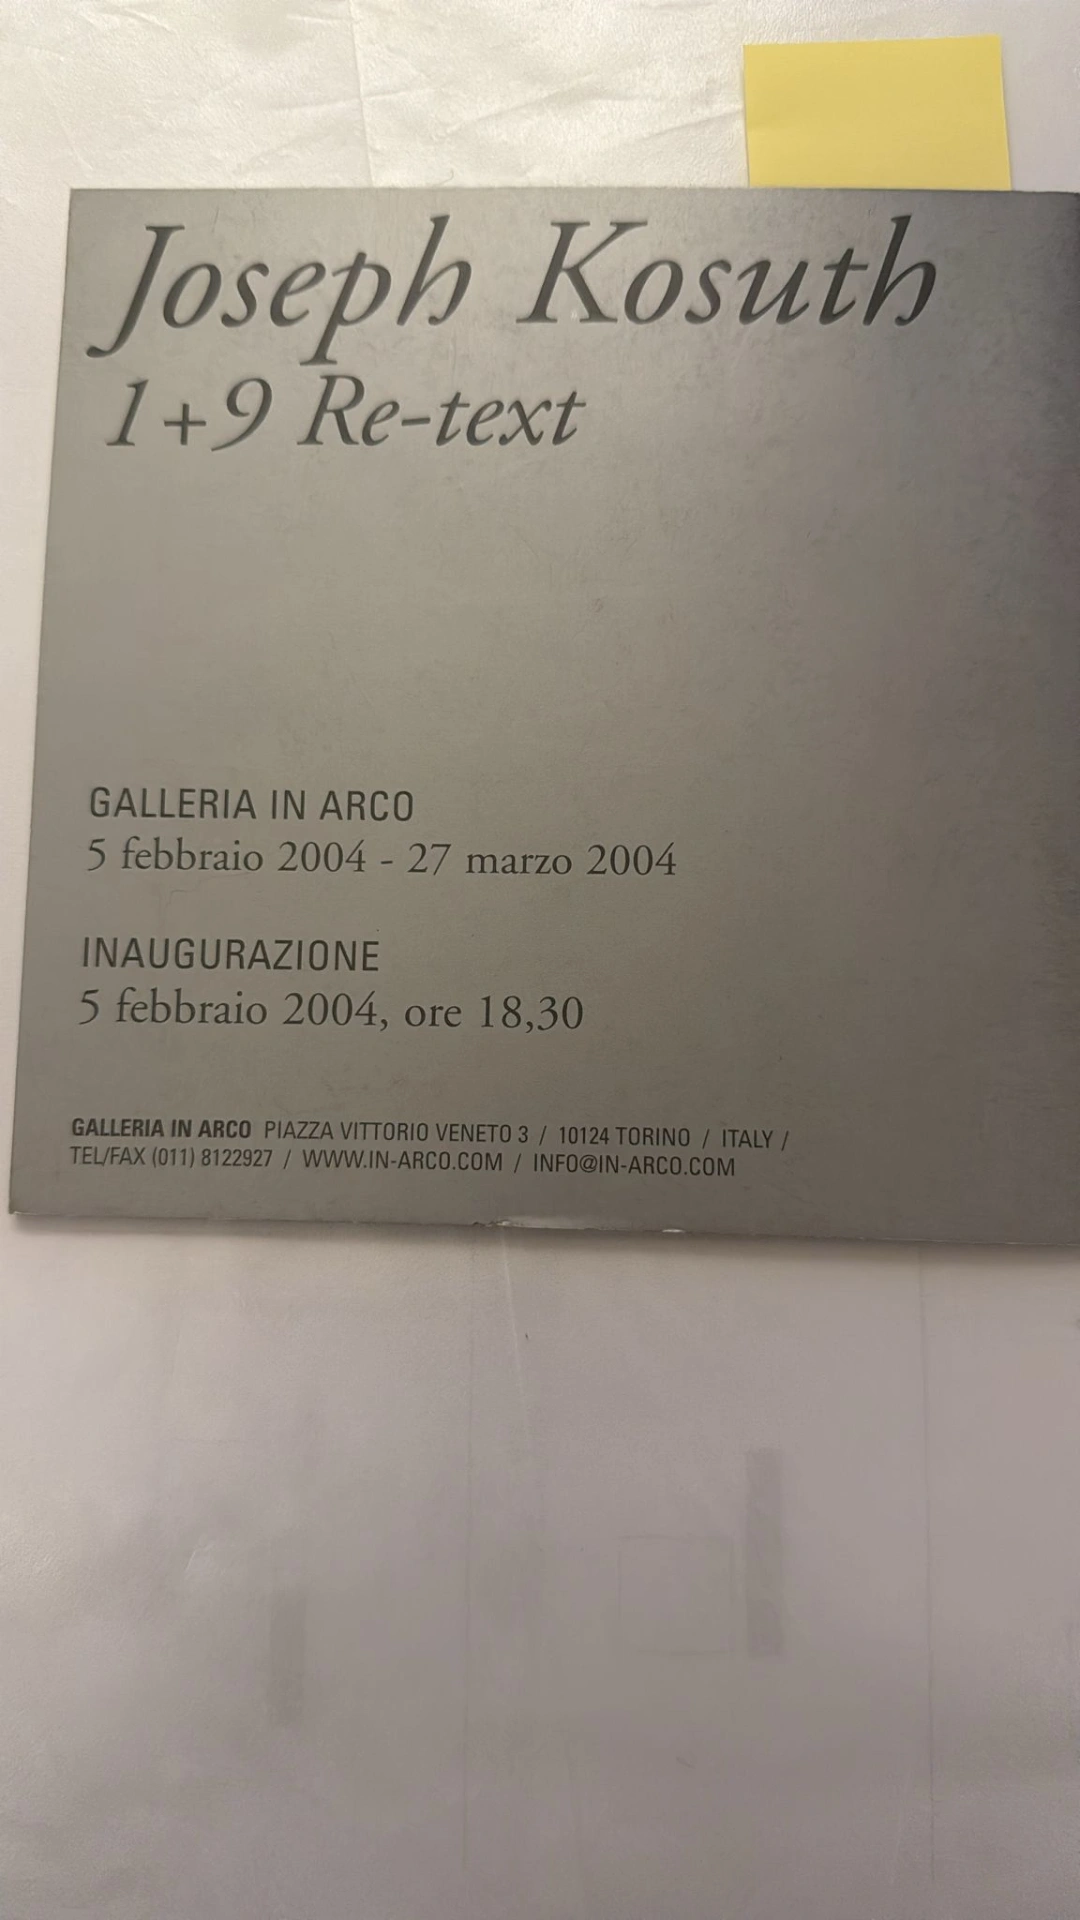 Joseph Kosuth
1+9 Re-text
GALLERIA IN ARCO
5 febbraio 2004 - 27 marzo 2004
INAUGURAZIONE
5 febbraio 2004, ore 18,30
GALLERIA IN ARCO PIAZZA VITTORIO VENETO 3 / 10124 TORINO / ITALY /
TEL/FAX (011) 8122927 / WWW.IN-ARCO.COM / INFO@IN-ARCO.COM